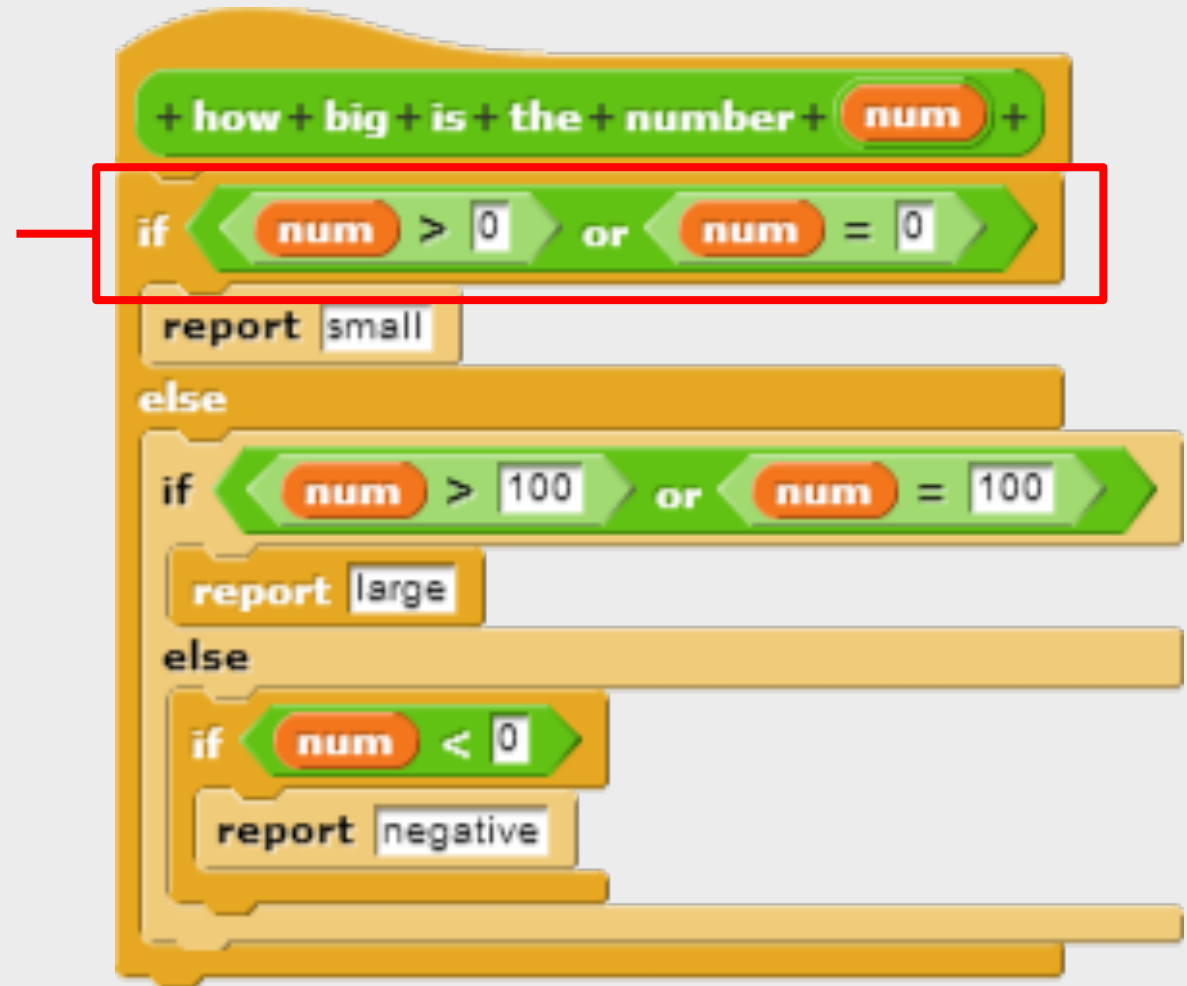 + how + big + is + the + number + num +
if num > 0 or num = 0
report small
else
if num > 100 or num = 100
report large
else
if num < 0
report negative